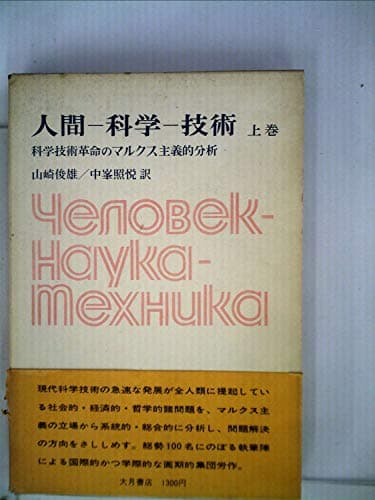 人間－科学－技術 上巻
科学技術革命のマルクス主義的分析
山崎俊雄／中峯照悦 訳
Человек-
наука-
техника
現代科学技術の急速な発展が全人類に提起してい
る社会的・経済的・哲学的諸問題を、マルクス主
義の立場から系統的・総合的に分析し、問題解決
の方向をさししめす。総勢100名にのぼる執筆陣
による国際的かつ学際的な画期的集団労作。
大月書店 1300円